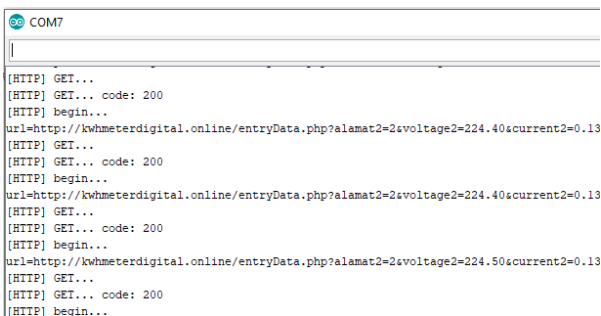 COM7
[HTTP] GET...
[HTTP] GET... code: 200
[HTTP] begin...
url=http://kwhmeterdigital.online/entryData.php?alamat2=2&voltage2=224.40&current2=0.13
[HTTP] GET...
[HTTP] GET... code: 200
[HTTP] begin...
url=http://kwhmeterdigital.online/entryData.php?alamat2=2&voltage2=224.40&current2=0.13
[HTTP] GET...
[HTTP] GET... code: 200
[HTTP] begin...
url=http://kwhmeterdigital.online/entryData.php?alamat2=2&voltage2=224.50&current2=0.13
[HTTP] GET...
[HTTP] GET... code: 200
[HTTP] begin...